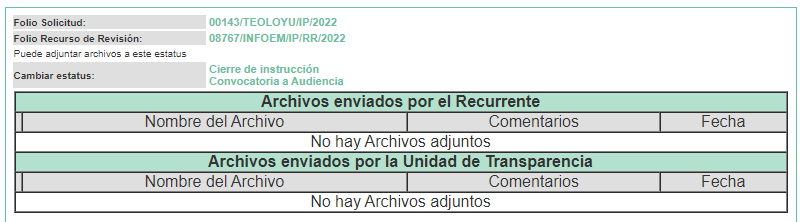 Folio Solicitud: 00143/TEOLOYU/IP/2022
Folio Recurso de Revisión: 08767/INFOEM/IP/RR/2022
Puede adjuntar archivos a este estatus
Cambiar estatus: Cierre de instrucción
Convocatoria a Audiencia
Archivos enviados por el Recurrente
Nombre del Archivo Comentarios Fecha
No hay Archivos adjuntos
Archivos enviados por la Unidad de Transparencia
Nombre del Archivo Comentarios Fecha
No hay Archivos adjuntos